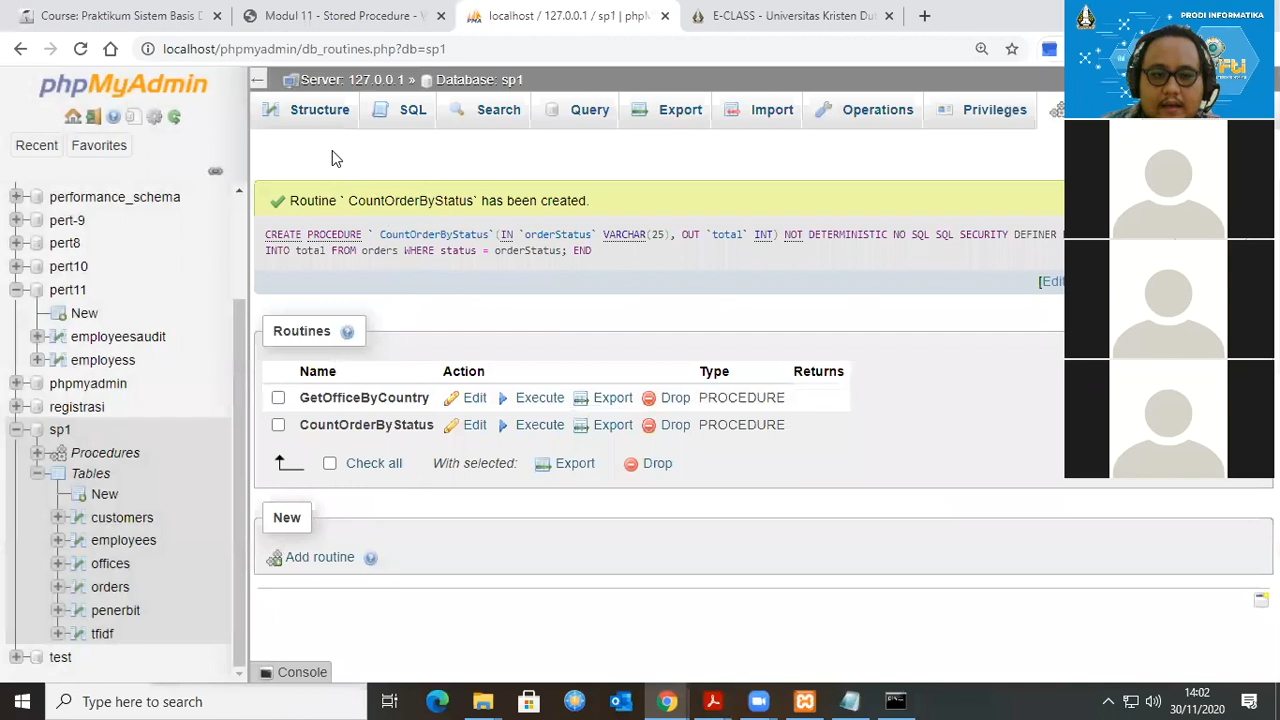 Course: Praktikum Sistem Basis D
Modul 11 - Stored Procedure - V
localhost / 127.0.0.1 / sp1 | phpM
E-CLASS - Universitas Kristen D
localhost/phpmyadmin/db_routines.php?db=sp1
PRODI INFORMATIKA
phpMyAdmin
Server: 127.0.0.1 » Database: sp1
Structure SQL Search Query Export Import Operations Privileges
Recent Favorites
performance_schema
pert-9
pert8
pert10
pert11
New
employeesaudit
employess
phpmyadmin
registrasi
sp1
Procedures
Tables
New
customers
employees
offices
orders
penerbit
tfidf
test
Routine ` CountOrderByStatus` has been created.
CREATE PROCEDURE ` CountOrderByStatus`(IN `orderStatus` VARCHAR(25), OUT `total` INT) NOT DETERMINISTIC NO SQL SQL SECURITY DEFINER
INTO total FROM orders WHERE status = orderStatus; END
[Edit
Routines
Name Action Type Returns
GetOfficeByCountry Edit Execute Export Drop PROCEDURE
CountOrderByStatus Edit Execute Export Drop PROCEDURE
Check all With selected: Export Drop
New
Add routine
Console
Type here to search
14:02
30/11/2020